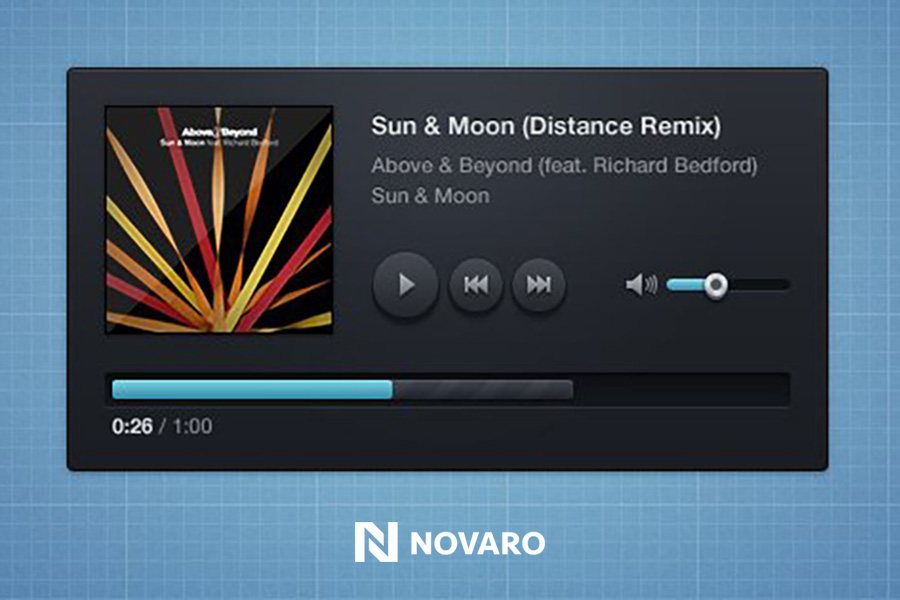 Above & Beyond
Sun & Moon feat. Richard Bedford
Sun & Moon (Distance Remix)
Above & Beyond (feat. Richard Bedford)
Sun & Moon
0:26 / 1:00
NOVARO